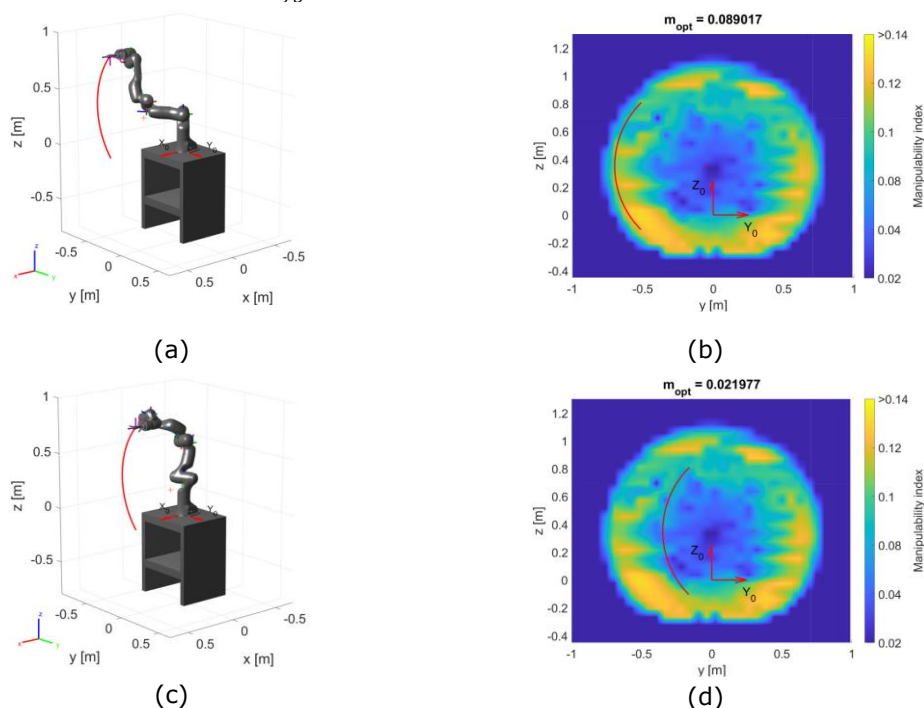 yg
1
0.5
0
-0.5
z [m]
-0.5
0
0.5
y [m]
0.5
0
-0.5
x [m]
X0
Y0
z
x
y
(a)
m_opt = 0.089017
1.2
1
0.8
0.6
0.4
0.2
0
-0.2
-0.4
z [m]
Z0
Y0
-1
-0.5
0
0.5
1
y [m]
>0.14
0.12
0.1
0.08
0.06
0.04
0.02
Manipulability index
(b)
1
0.5
0
-0.5
z [m]
-0.5
0
0.5
y [m]
0.5
0
-0.5
x [m]
X0
Y0
z
x
y
(c)
m_opt = 0.021977
1.2
1
0.8
0.6
0.4
0.2
0
-0.2
-0.4
z [m]
Z0
Y0
-1
-0.5
0
0.5
1
y [m]
>0.14
0.12
0.1
0.08
0.06
0.04
0.02
Manipulability index
(d)